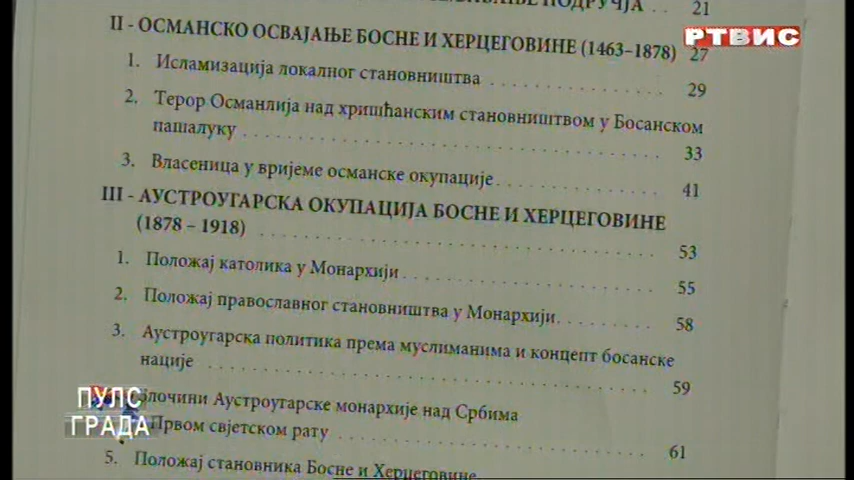 ПОДРУЧЈА . . 21
II - ОСМАНСКО ОСВАЈАЊЕ БОСНЕ И ХЕРЦЕГОВИНЕ (1463–1878) 27
РТВИС
1. Исламизација локалног становништва . . . . . . . . . . . . . . . 29
2. Терор Османлија над хришћанским становништвом у Босанском
пашалуку . . . . . . . . . . . . . . . . . . . . . . . . . . . . . . 33
3. Власеница у вријеме османске окупације . . . . . . . . . . . . . 41
III - АУСТРОУГАРСКА ОКУПАЦИЈА БОСНЕ И ХЕРЦЕГОВИНЕ
(1878 – 1918) . . . . . . . . . . . . . . . . . . . . . . . . . . . . 53
1. Положај католика у Монархији . . . . . . . . . . . . . . . . . . 55
2. Положај православног становништва у Монархији. . . . . . . . 58
3. Аустроугарска политика према муслиманима и концепт босанске
нације . . . . . . . . . . . . . . . . . . . . . . . . . . . . . . . . 59
злочини Аустроугарске монархије над Србима
Првом свјетском рату . . . . . . . . . . . . . . . . . . . . . . 61
5. Положај становника Босне и Херцеговине
ПУЛС
ГРАДА